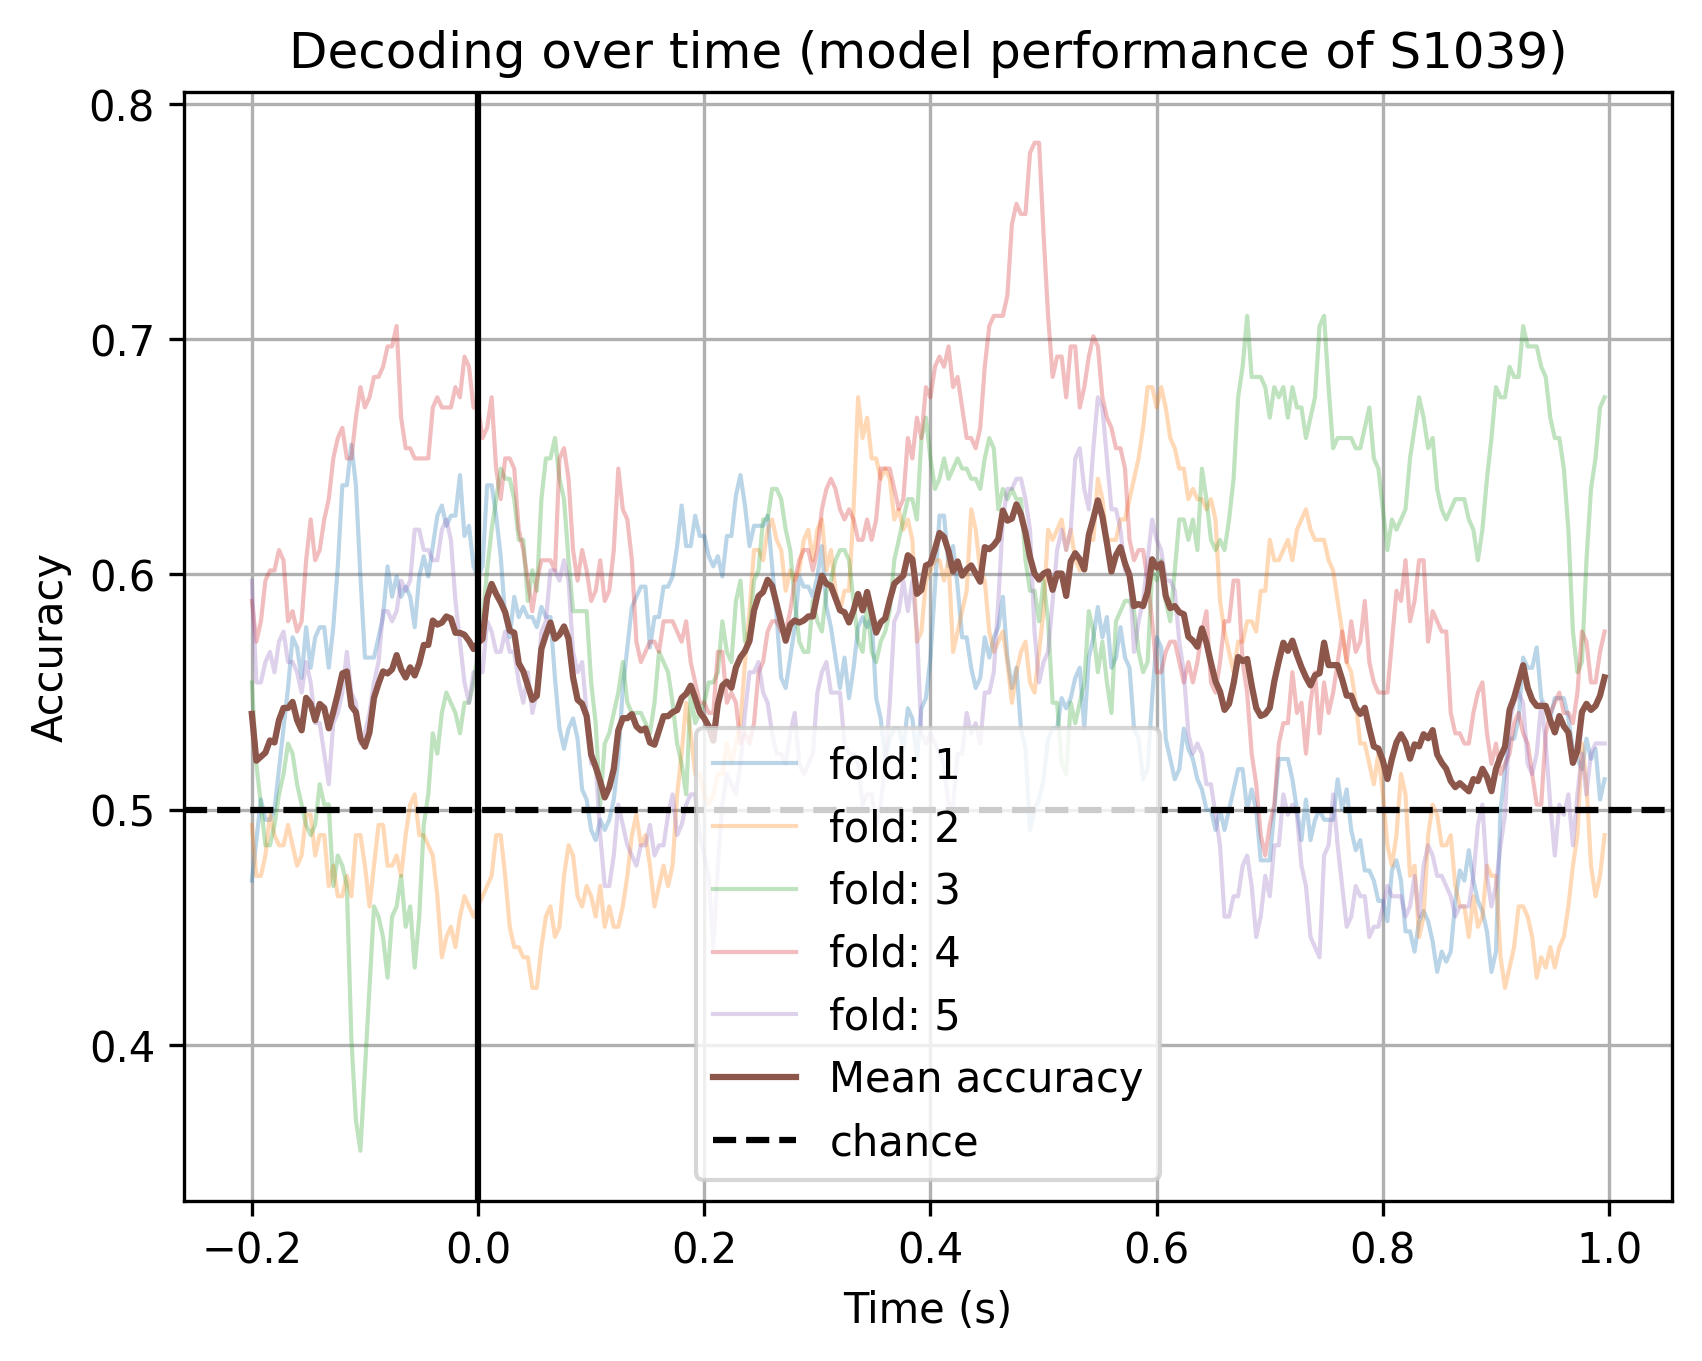 Decoding over time (model performance of S1039)
Accuracy
0.8
0.7
0.6
0.5
0.4
fold: 1
fold: 2
fold: 3
fold: 4
fold: 5
Mean accuracy
chance
−0.2 0.0 0.2 0.4 0.6 0.8 1.0
Time (s)